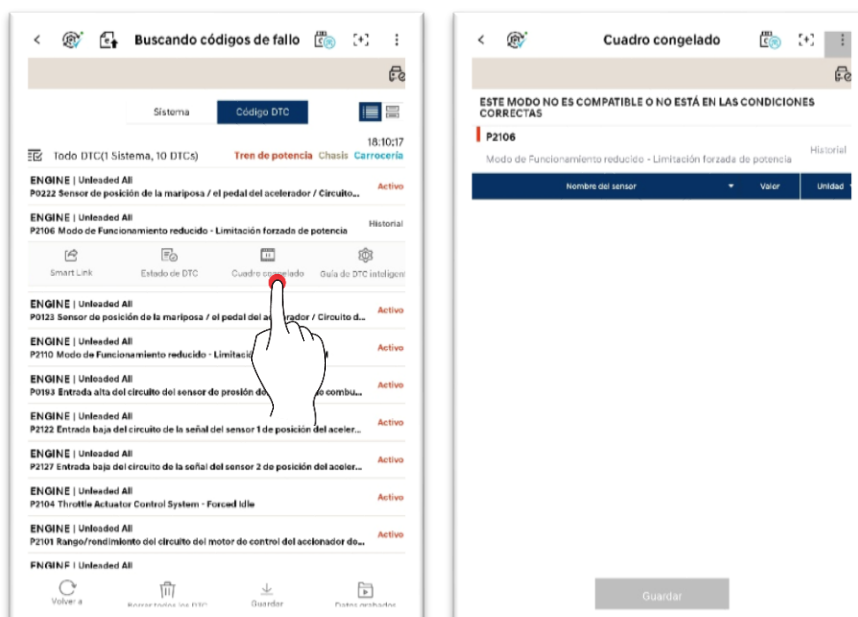 Buscando códigos de fallo
Sistema
Código DTC
18:10:17
Todo DTC(1 Sistema, 10 DTCs)
Tren de potencia Chasis Carrocería
ENGINE | Unleaded All
P0222 Sensor de posición de la mariposa / el pedal del acelerador / Circuito...
Activo
ENGINE | Unleaded All
P2106 Modo de Funcionamiento reducido - Limitación forzada de potencia
Historial
Smart Link
Estado de DTC
Cuadro congelado
Guía de DTC inteligen
ENGINE | Unleaded All
P0123 Sensor de posición de la mariposa / el pedal del acelerador / Circuito d...
Activo
ENGINE | Unleaded All
P2110 Modo de Funcionamiento reducido -
Activo
ENGINE | Unleaded All
P0193 Entrada alta del circuito del sensor de presión de combu...
Activo
ENGINE | Unleaded All
P2122 Entrada baja del circuito de la señal del sensor 1 de posición del aceler...
Activo
ENGINE | Unleaded All
P2127 Entrada baja del circuito de la señal del sensor 2 de posición del aceler...
Activo
ENGINE | Unleaded All
P2104 Throttle Actuator Control System - Forced Idle
Activo
ENGINE | Unleaded All
P2101 Rango/rendimiento del circuito del motor de control del accionador de...
Activo
ENGINE | Unleaded All
Volver a
Borrar todos los DTC
Guardar
Datos grabados
Cuadro congelado
ESTE MODO NO ES COMPATIBLE O NO ESTÁ EN LAS CONDICIONES
CORRECTAS
P2106
Modo de Funcionamiento reducido - Limitación forzada de potencia
Historial
Nombre del sensor
Valor
Unidad
Guardar